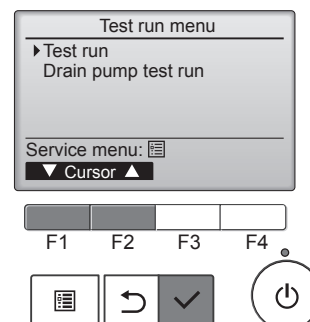 Test run menu
Test run
Drain pump test run
Service menu:
▼ Cursor ▲
F1 F2 F3 F4